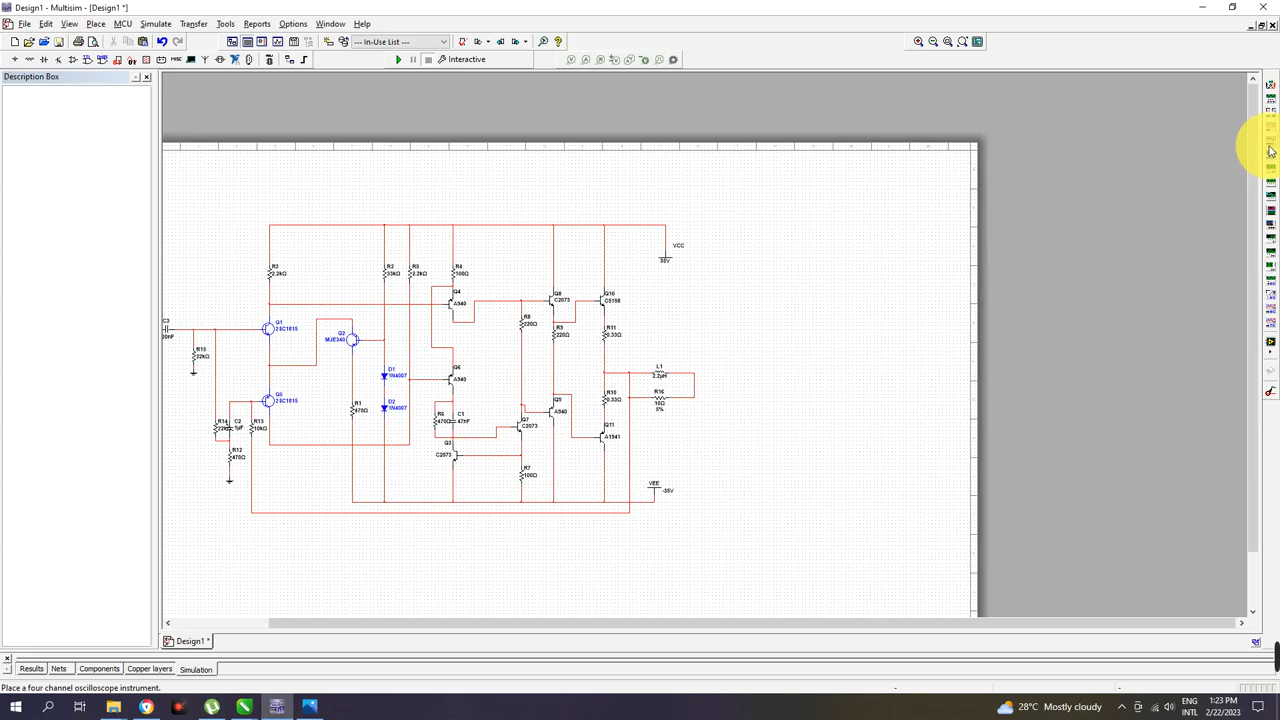 Design1 - Multisim - [Design1 *]
File Edit View Place MCU Simulate Transfer Tools Reports Options Window Help
--- In-Use List ---
Interactive
Description Box
VCC
35V
R3
2.2kΩ
R2
33kΩ
R5
2.2kΩ
R4
100Ω
Q4
A940
Q8
C2073
Q10
C5198
R8
220Ω
R9
220Ω
R11
0.33Ω
C3
20nF
Q1
2SC1815
Q2
MJE340
R15
22kΩ
D1
1N4007
Q6
A940
L1
2.2µH
R16
10Ω
5%
Q5
2SC1815
D2
1N4007
R1
470Ω
R10
0.33Ω
A940
R14
C2
1µF
R13
10kΩ
R6
470Ω
C1
47nF
Q7
C2073
Q11
A1941
R12
470Ω
Q3
C2073
R7
100Ω
VEE
-35V
Design1 *
Results Nets Components Copper layers Simulation
Place a four channel oscilloscope instrument.
28°C Mostly cloudy
ENG
INTL
1:23 PM
2/22/2023